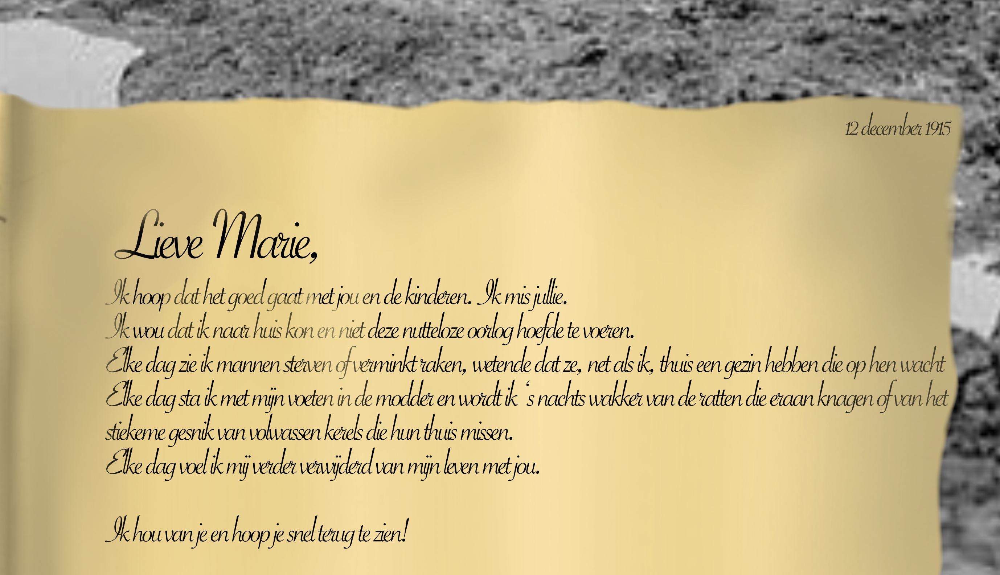 12 december 1915
Lieve Marie,
Ik hoop dat het goed gaat met jou en de kinderen. Ik mis jullie.
Ik wou dat ik naar huis kon en niet deze nutteloze oorlog hoefde te voeren.
Elke dag zie ik mannen sterven of verminkt raken, wetende dat ze, net als ik, thuis een gezin hebben die op hen wacht
Elke dag sta ik met mijn voeten in de modder en wordt ik ‘s nachts wakker van de ratten die eraan knagen of van het
stiekeme gesnik van volwassen kerels die hun thuis missen.
Elke dag voel ik mij verder verwijderd van mijn leven met jou.
Ik hou van je en hoop je snel terug te zien!